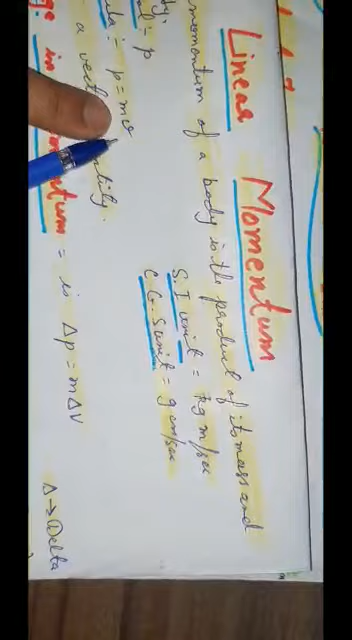 Linear Momentum
momentum of a body is the product of its mass and
S.I unit = kg m/sec
: p
C.G.S unit = g cm/sec
: p = mv
a
= is Δp = mΔV
Δ → Delta